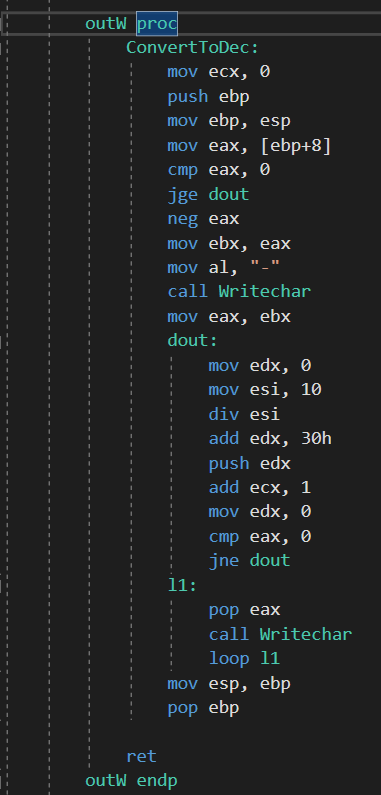 outW proc
ConvertToDec:
mov ecx, 0
push ebp
mov ebp, esp
mov eax, [ebp+8]
cmp eax, 0
jge dout
neg eax
mov ebx, eax
mov al, "-"
call Writechar
mov eax, ebx
dout:
mov edx, 0
mov esi, 10
div esi
add edx, 30h
push edx
add ecx, 1
mov edx, 0
cmp eax, 0
jne dout
l1:
pop eax
call Writechar
loop l1
mov esp, ebp
pop ebp
ret
outW endp